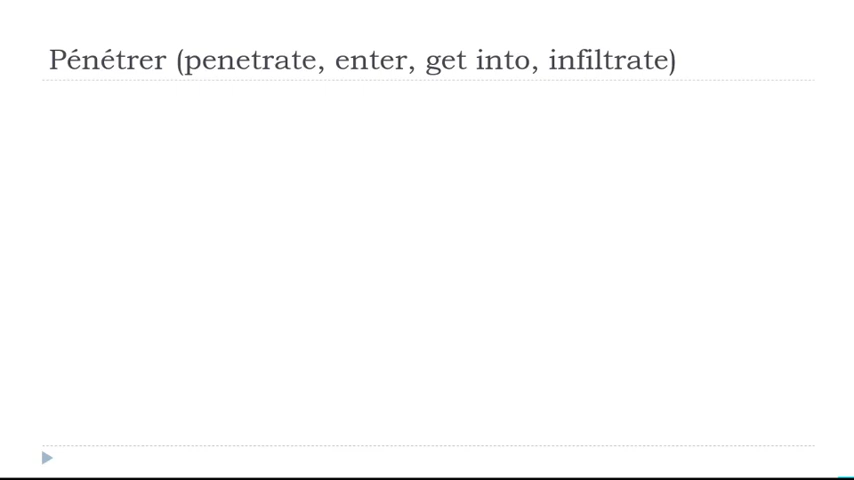 Pénétrer (penetrate, enter, get into, infiltrate)